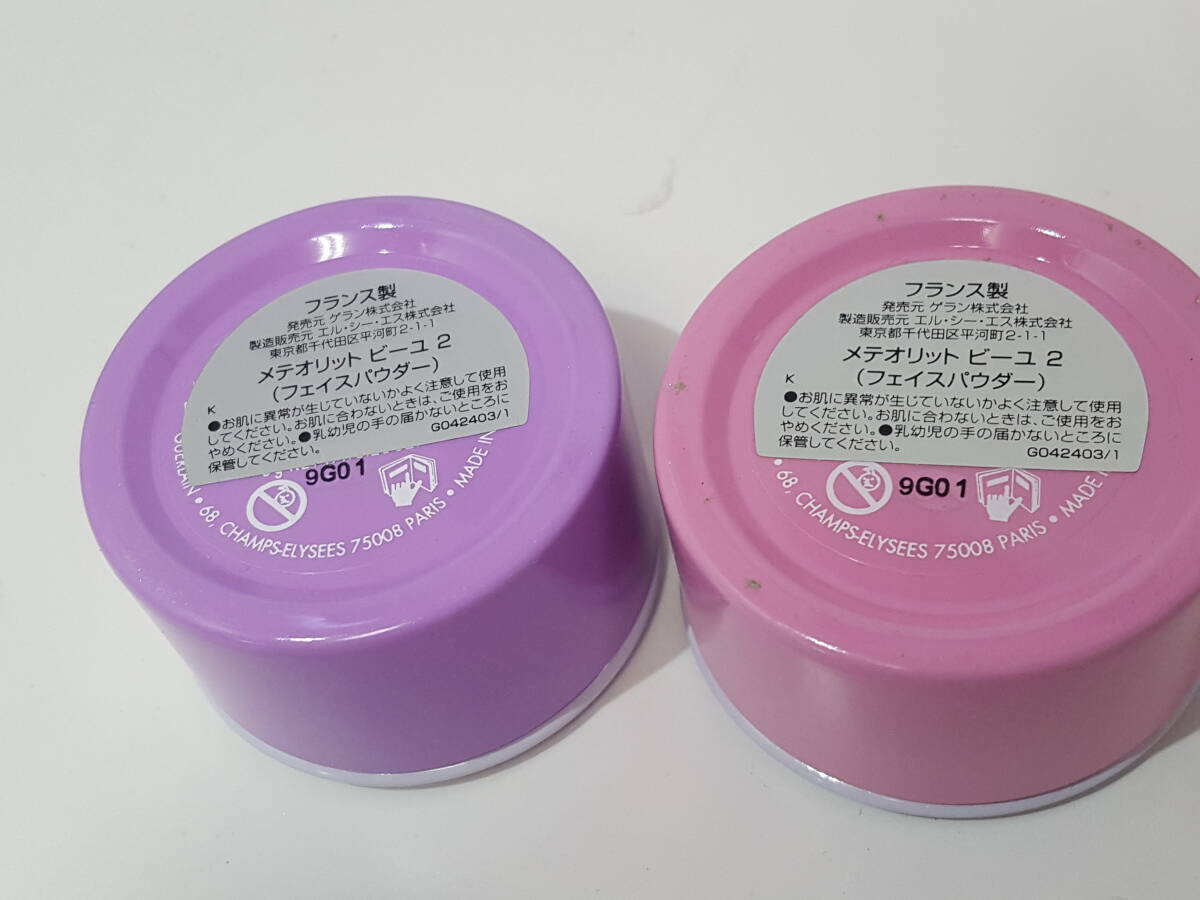 フランス製
発売元 ゲラン株式会社
製造販売元 エル・シー・エス株式会社
東京都千代田区平河町2-1-1
メテオリット ビーユ 2
(フェイスパウダー)
K
●お肌に異常が生じていないかよく注意して使用
してください。お肌に合わないときは、ご使用をお
やめください。●乳幼児の手の届かないところに
保管してください。
G042403/1
9G01
GUERLAIN • 68, CHAMPS-ELYSEES 75008 PARIS • MADE IN
フランス製
発売元 ゲラン株式会社
製造販売元 エル・シー・エス株式会社
東京都千代田区平河町2-1-1
メテオリット ビーユ 2
(フェイスパウダー)
K
●お肌に異常が生じていないかよく注意して使用
してください。お肌に合わないときは、ご使用をお
やめください。●乳幼児の手の届かないところに
保管してください。
G042403/1
9G01
• 68, CHAMPS-ELYSEES 75008 PARIS • MADE IN